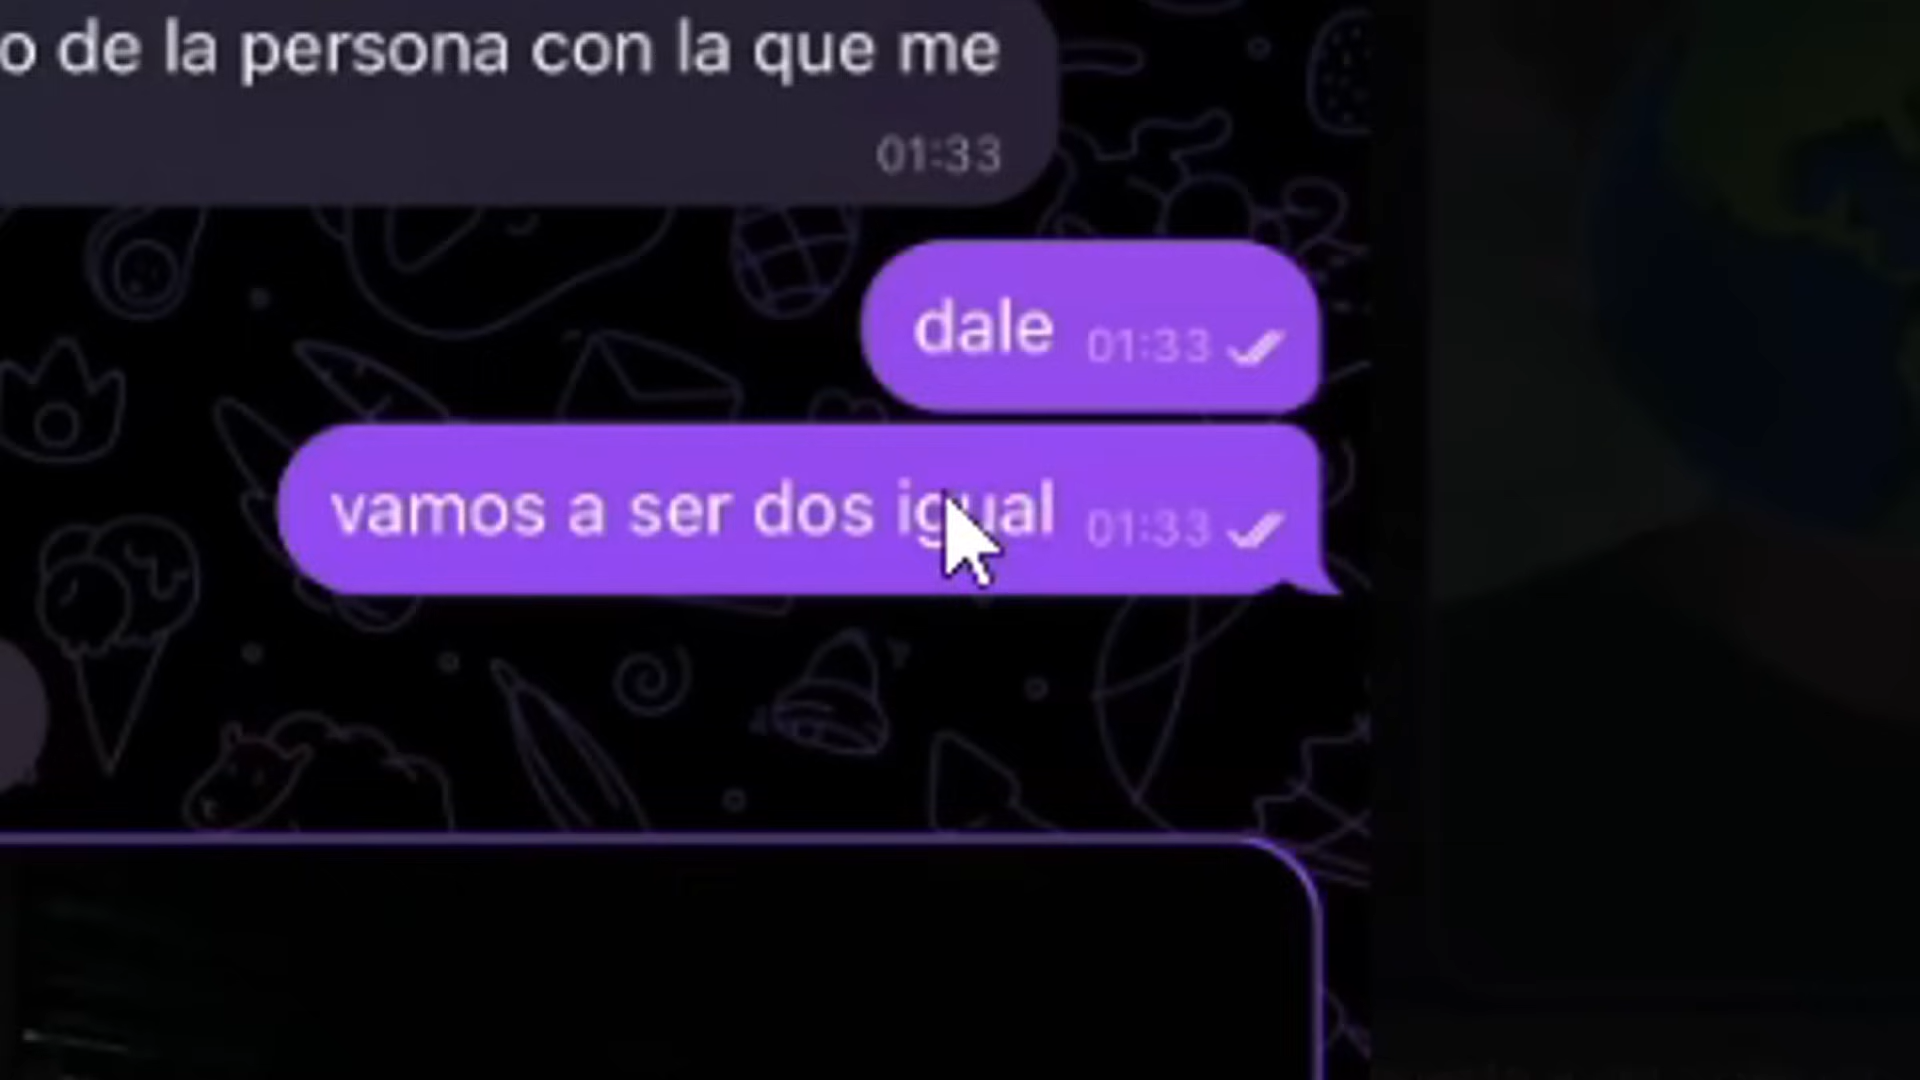 o de la persona con la que me
01:33
dale 01:33
vamos a ser dos igual 01:33